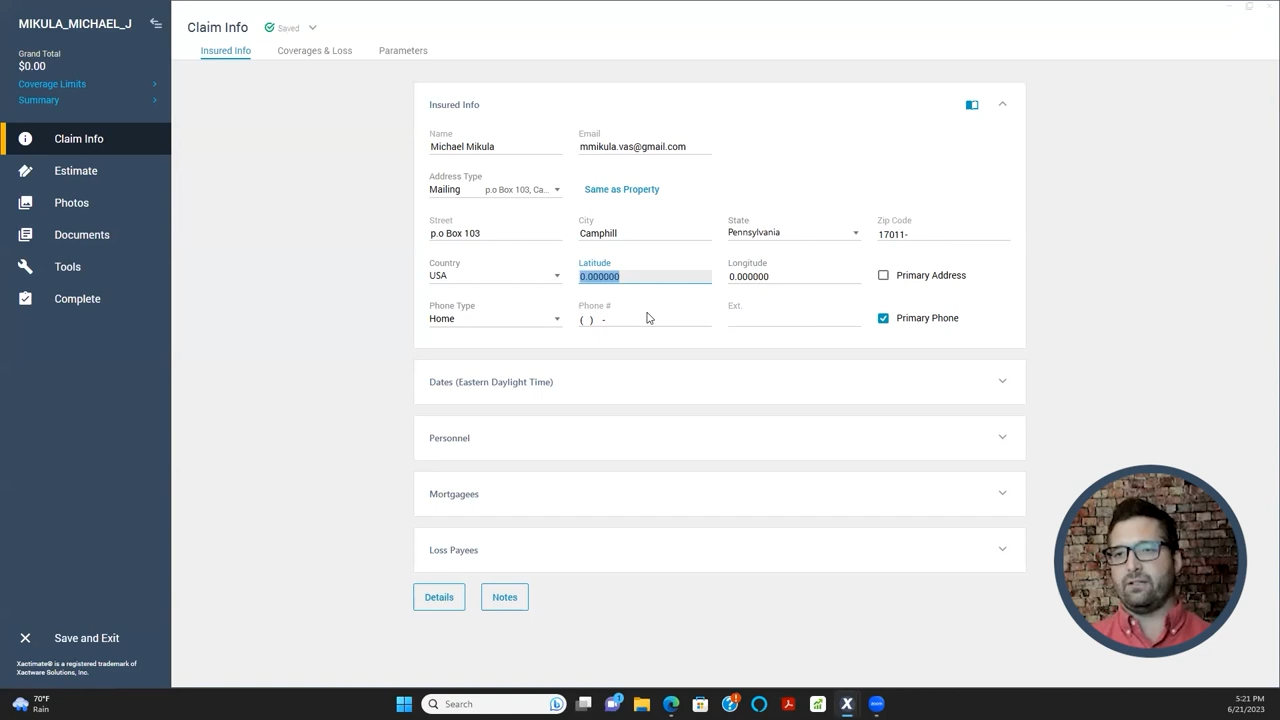 MIKULA_MICHAEL_J
Grand Total
$0.00
Coverage Limits
Summary
Claim Info
Estimate
Photos
Documents
Tools
Complete
Save and Exit
Xactimate® is a registered trademark of
Xactware Solutions, Inc.
Claim Info Saved
Insured Info Coverages & Loss Parameters
Insured Info
Name Email
Michael Mikula mmikula.vas@gmail.com
Address Type
Mailing p.o Box 103, Ca... Same as Property
Street City State Zip Code
p.o Box 103 Camphill Pennsylvania 17011-
Country Latitude Longitude
USA 0.000000 0.000000 Primary Address
Phone Type Phone # Ext.
Home ( ) - Primary Phone
Dates (Eastern Daylight Time)
Personnel
Mortgagees
Loss Payees
Details Notes
70°F
Rain
Search
5:21 PM
6/21/2023